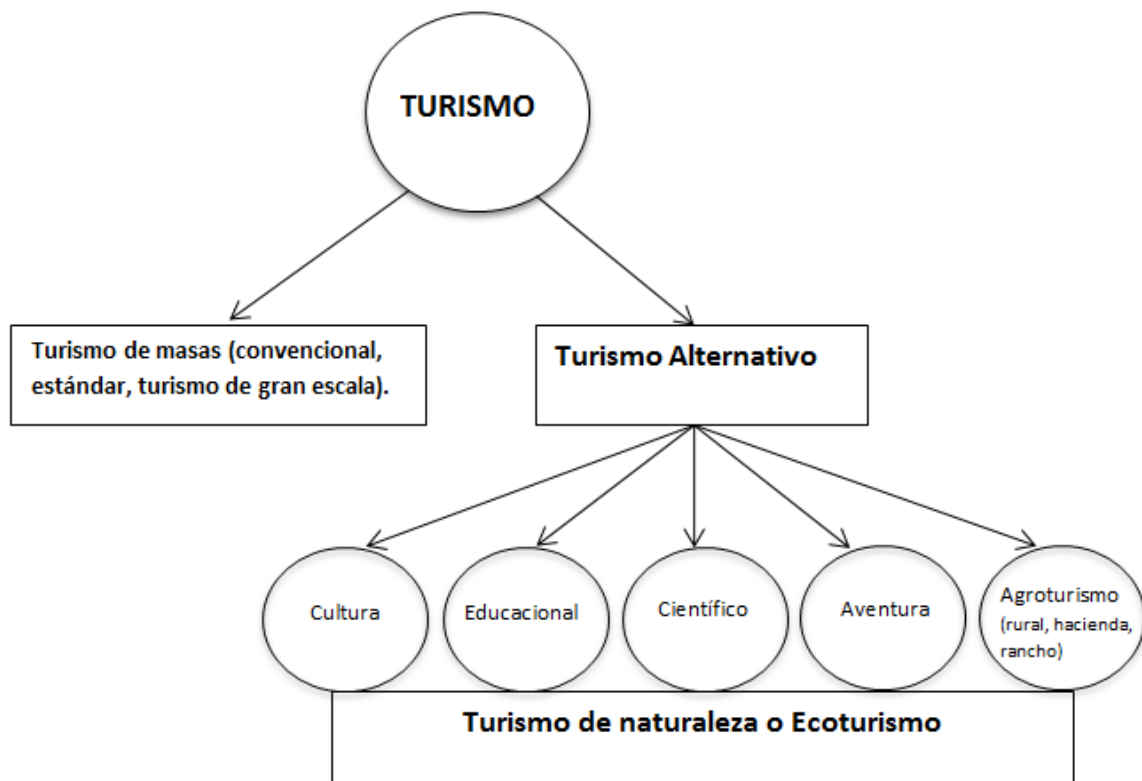 TURISMO
Turismo de masas (convencional,
estándar, turismo de gran escala).
Turismo Alternativo
Cultura
Educacional
Científico
Aventura
Agroturismo
(rural, hacienda,
rancho)
Turismo de naturaleza o Ecoturismo